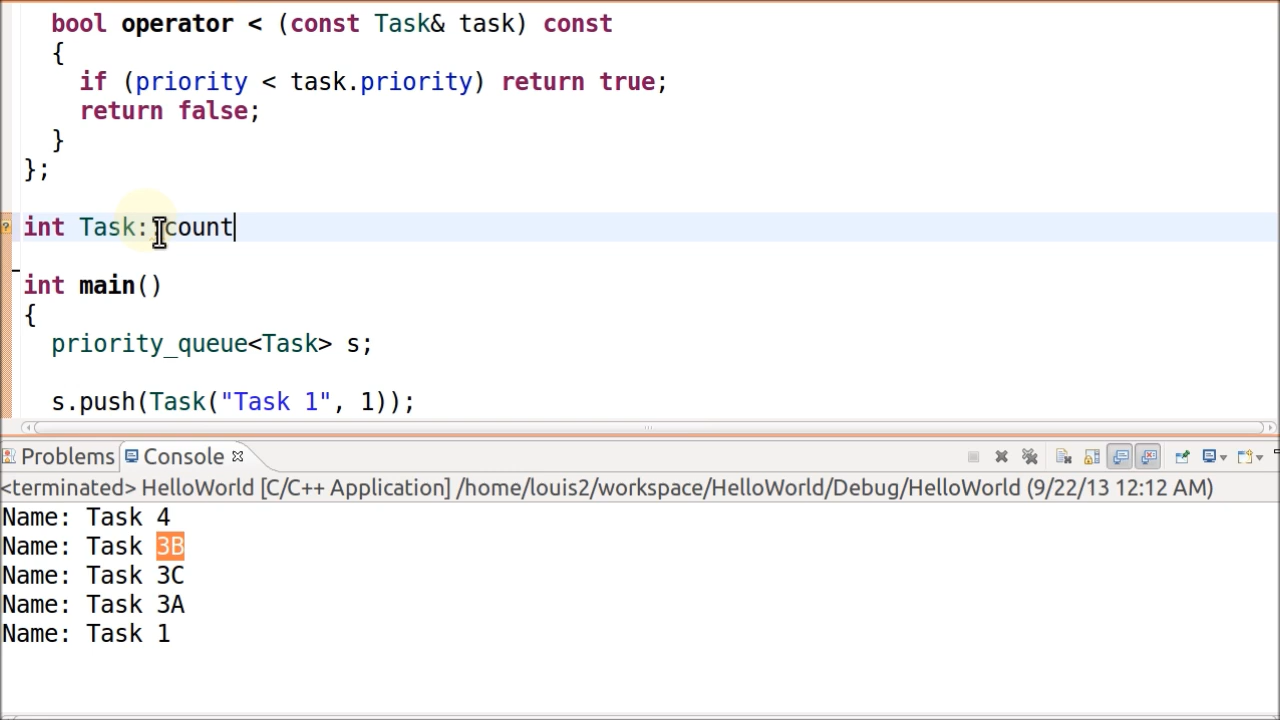 bool operator < (const Task& task) const
{
if (priority < task.priority) return true;
return false;
}
};
int Task::count
int main()
{
priority_queue<Task> s;
s.push(Task("Task 1", 1));
Problems Console
<terminated> HelloWorld [C/C++ Application] /home/louis2/workspace/HelloWorld/Debug/HelloWorld (9/22/13 12:12 AM)
Name: Task 4
Name: Task 3B
Name: Task 3C
Name: Task 3A
Name: Task 1